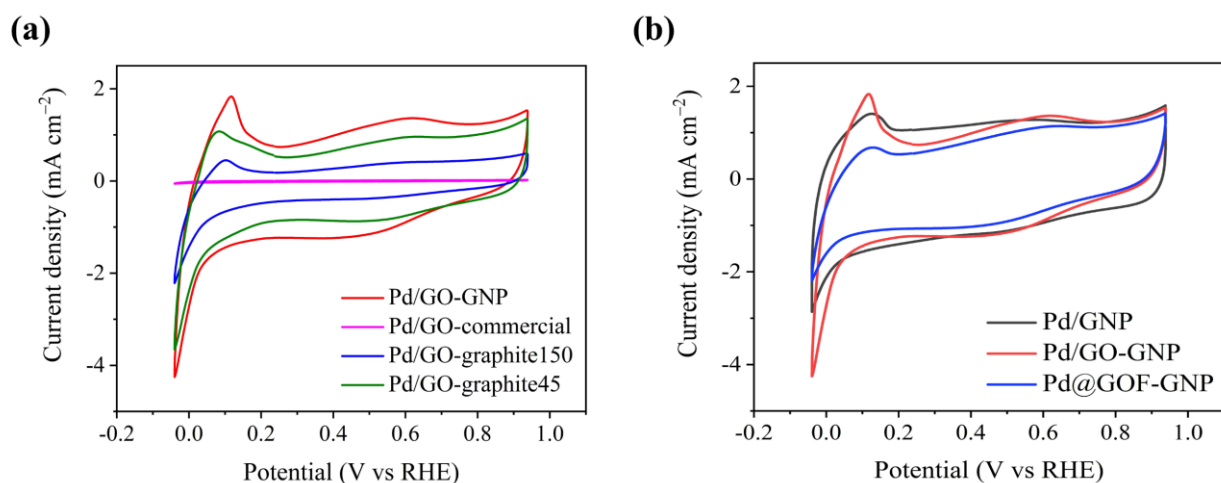 (a)
Current density (mA cm⁻²)
2
0
-2
-4
-0.2 0.0 0.2 0.4 0.6 0.8 1.0
Potential (V vs RHE)
Pd/GO-GNP
Pd/GO-commercial
Pd/GO-graphite150
Pd/GO-graphite45
(b)
Current density (mA cm⁻²)
2
0
-2
-4
-0.2 0.0 0.2 0.4 0.6 0.8 1.0
Potential (V vs RHE)
Pd/GNP
Pd/GO-GNP
Pd@GOF-GNP